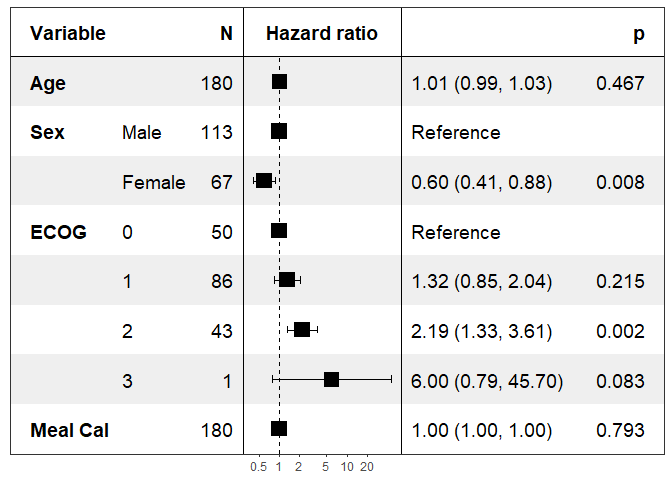 Variable N Hazard ratio p
Age 180 1.01 (0.99, 1.03) 0.467
Sex Male 113 Reference
Female 67 0.60 (0.41, 0.88) 0.008
ECOG 0 50 Reference
1 86 1.32 (0.85, 2.04) 0.215
2 43 2.19 (1.33, 3.61) 0.002
3 1 6.00 (0.79, 45.70) 0.083
Meal Cal 180 1.00 (1.00, 1.00) 0.793
0.5 1 2 5 10 20